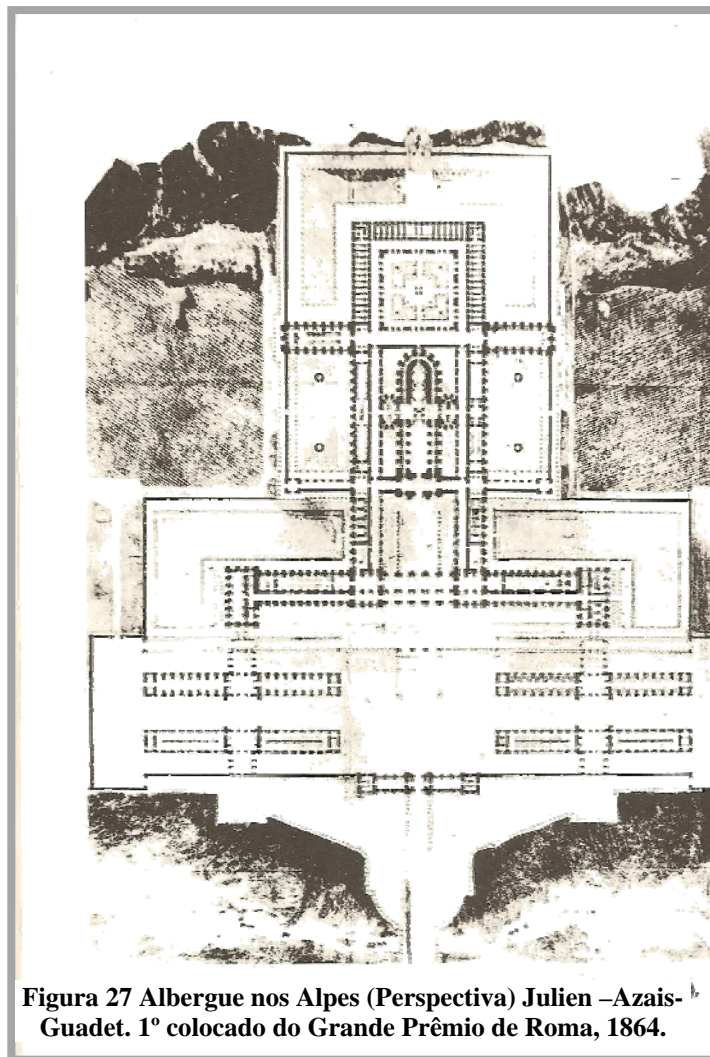 Figura 27 Albergue nos Alpes (Perspectiva) Julien –Azais-
Guadet. 1º colocado do Grande Prêmio de Roma, 1864.